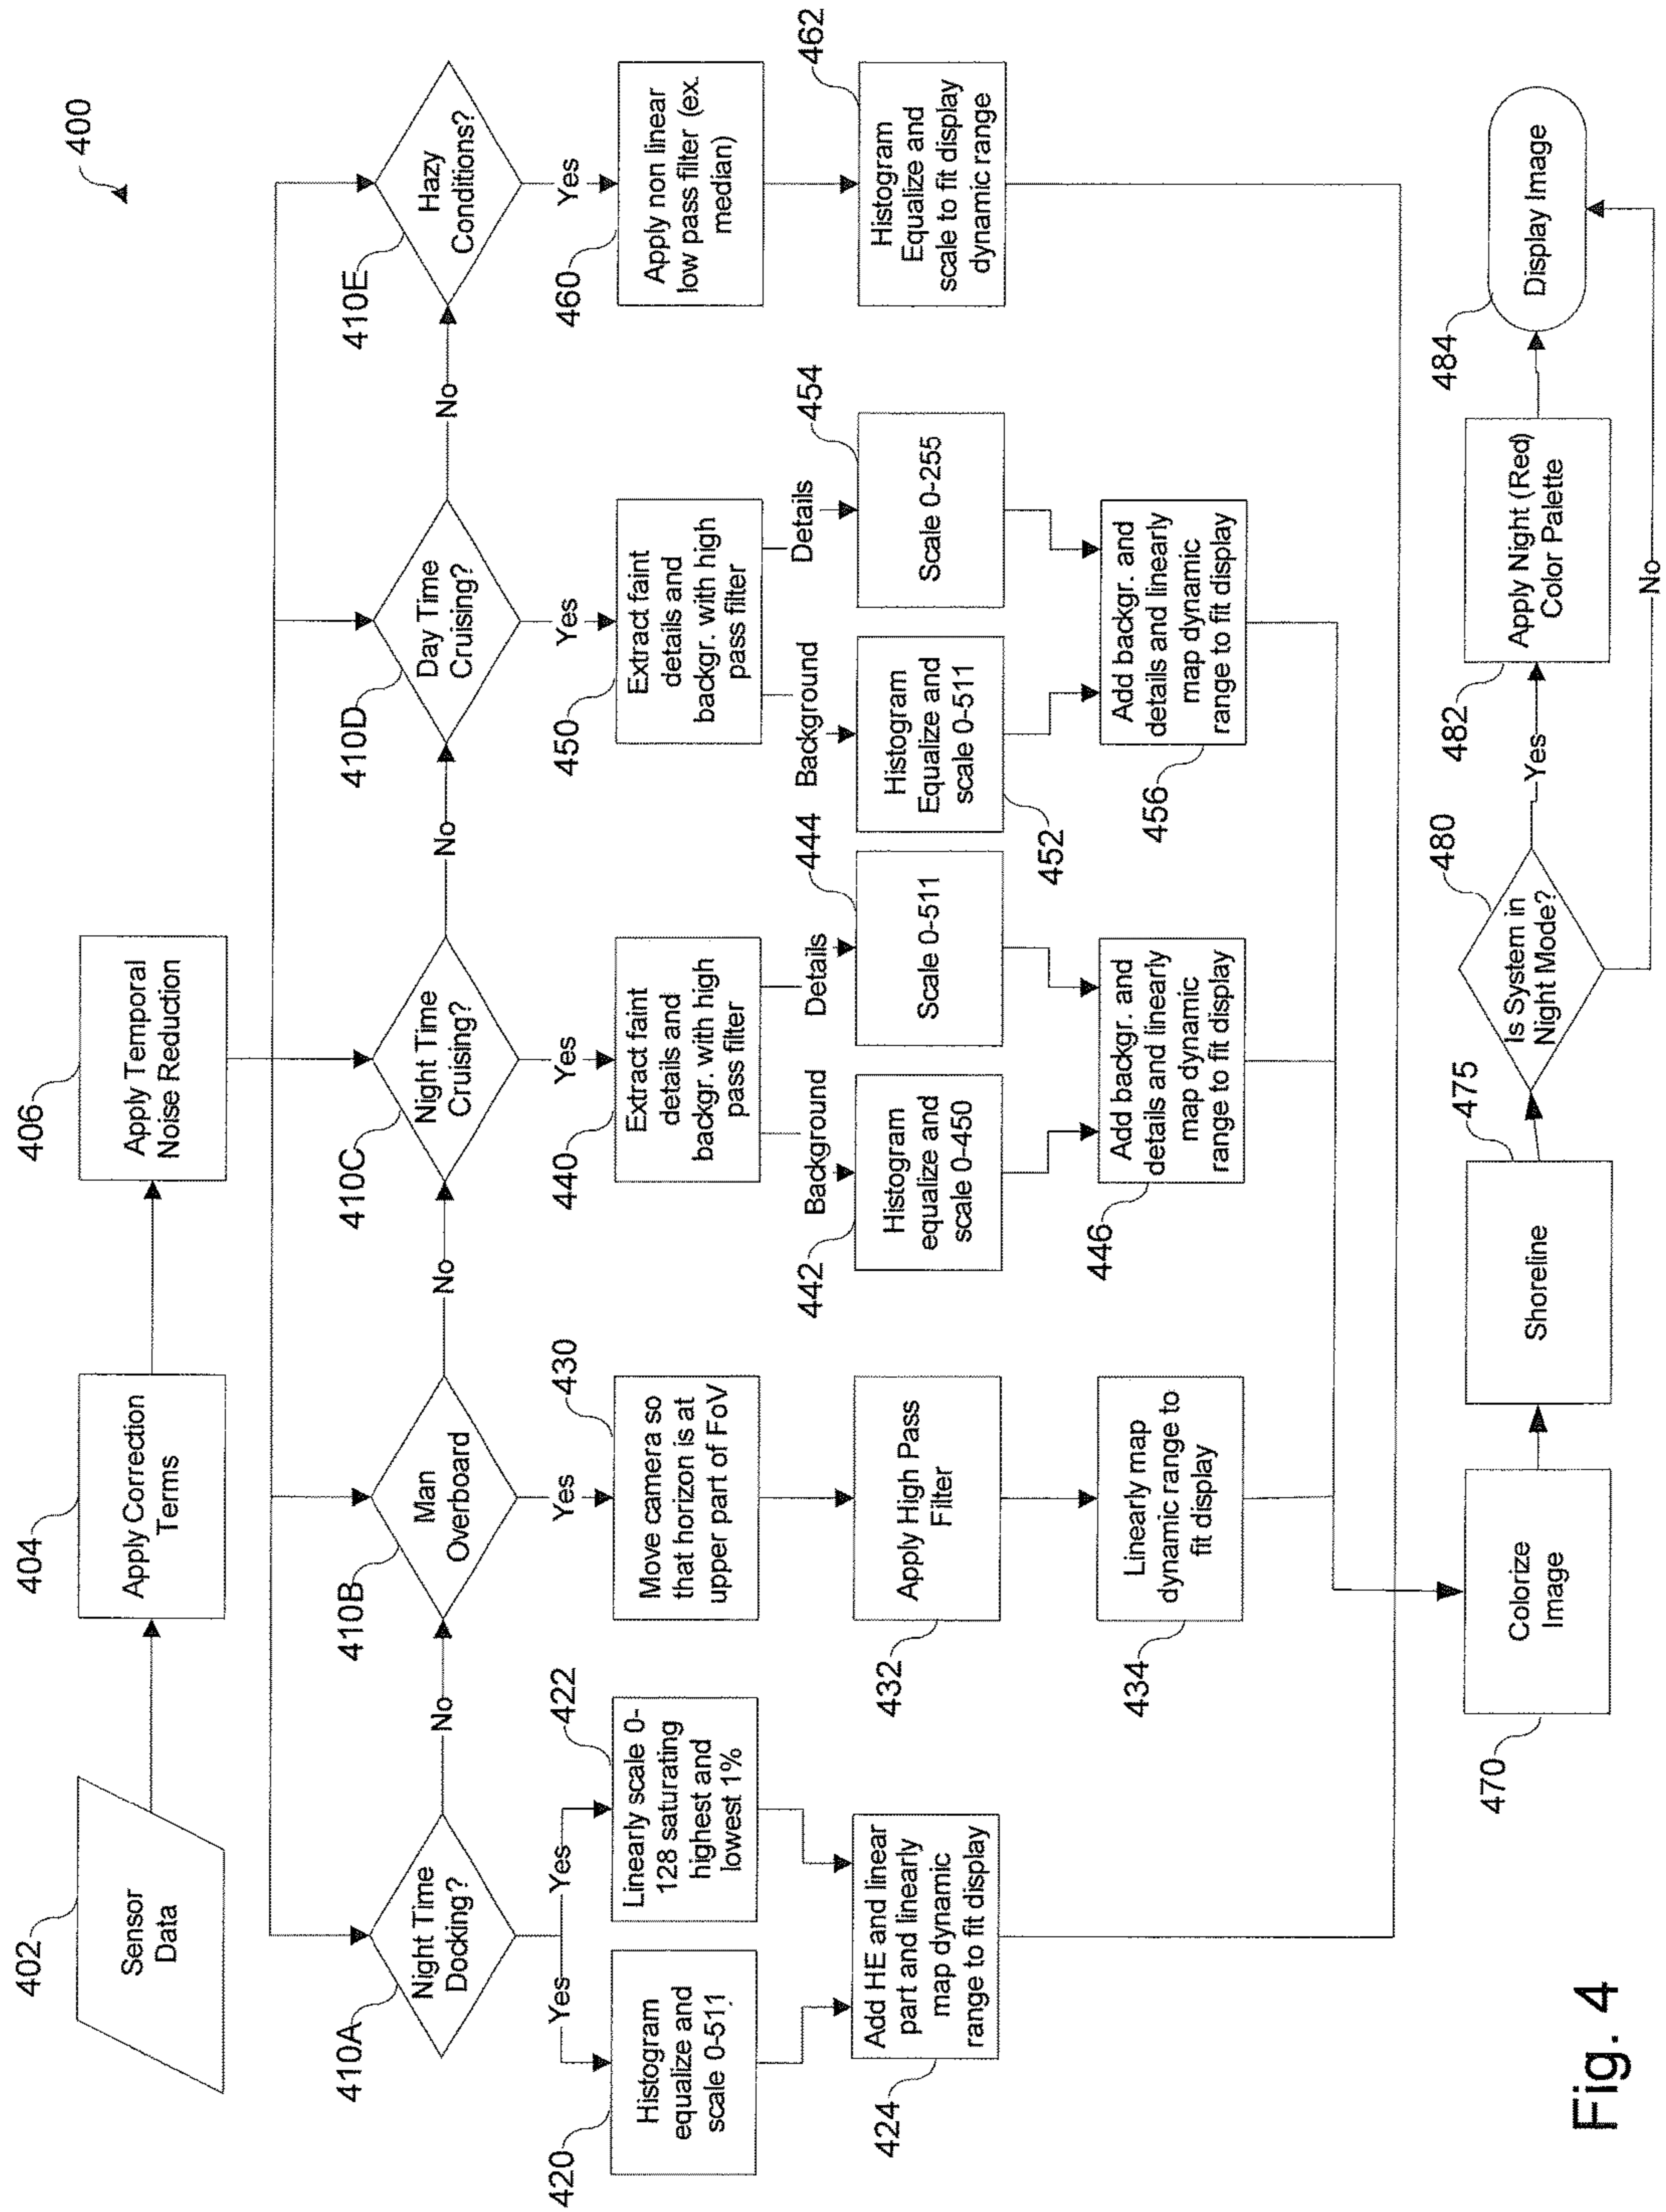 400
402
Sensor
Data
404
Apply Correction
Terms
406
Apply Temporal
Noise Reduction
410A
Night Time
Docking?
No
410B
Man
Overboard
No
410C
Night Time
Cruising?
No
410D
Day Time
Cruising?
No
410E
Hazy
Conditions?
Yes
Yes
Yes
Yes
Yes
Yes
420
Histogram
equalize and
scale 0-511
422
Linearly scale 0-
128 saturating
highest and
lowest 1%
430
Move camera so
that horizon is at
upper part of FoV
440
Extract faint
details and
backgr. with high
pass filter
450
Extract faint
details and
backgr. with high
pass filter
460
Apply non linear
low pass filter (ex.
median)
Background
Details
Background
Details
424
Add HE and linear
part and linearly
map dynamic
range to fit display
432
Apply High Pass
Filter
442
Histogram
equalize and
scale 0-450
444
Scale 0-511
452
Histogram
Equalize and
scale 0-511
454
Scale 0-255
462
Histogram
Equalize and
scale to fit display
dynamic range
434
Linearly map
dynamic range to
fit display
446
Add backgr. and
details and linearly
map dynamic
range to fit display
456
Add backgr. and
details and linearly
map dynamic
range to fit display
470
Colorize
Image
475
Shoreline
480
Is System in
Night Mode?
Yes
No
482
Apply Night (Red)
Color Palette
484
Display Image
Fig. 4